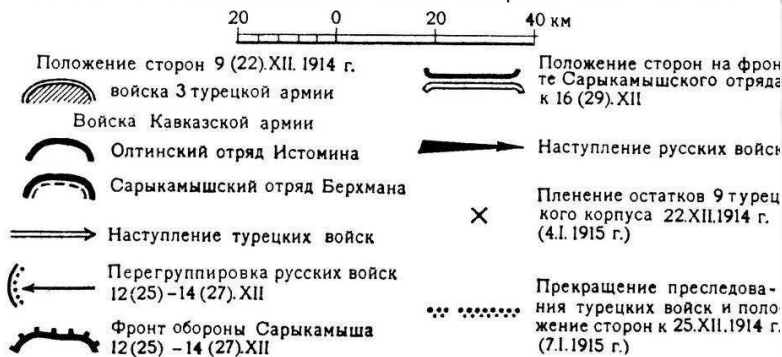 20 0 20 40 км
Положение сторон 9 (22).XII. 1914 г.
войска 3 турецкой армии
Войска Кавказской армии
Олтинский отряд Истомина
Сарыкамышский отряд Берхмана
Наступление турецких войск
Перегруппировка русских войск
12(25) –14 (27). XII
Фронт обороны Сарыкамыша
12(25) –14 (27).XII
Положение сторон на фрон
те Сарыкамышского отряда
к 16 (29).XII
Наступление русских войск
Пленение остатков 9 турец
кого корпуса 22.XII.1914 г.
(4.I. 1915 г.)
Прекращение преследова-
ния турецких войск и поло-
жение сторон к 25.XII.1914 г.
(7.I.1915 г.)